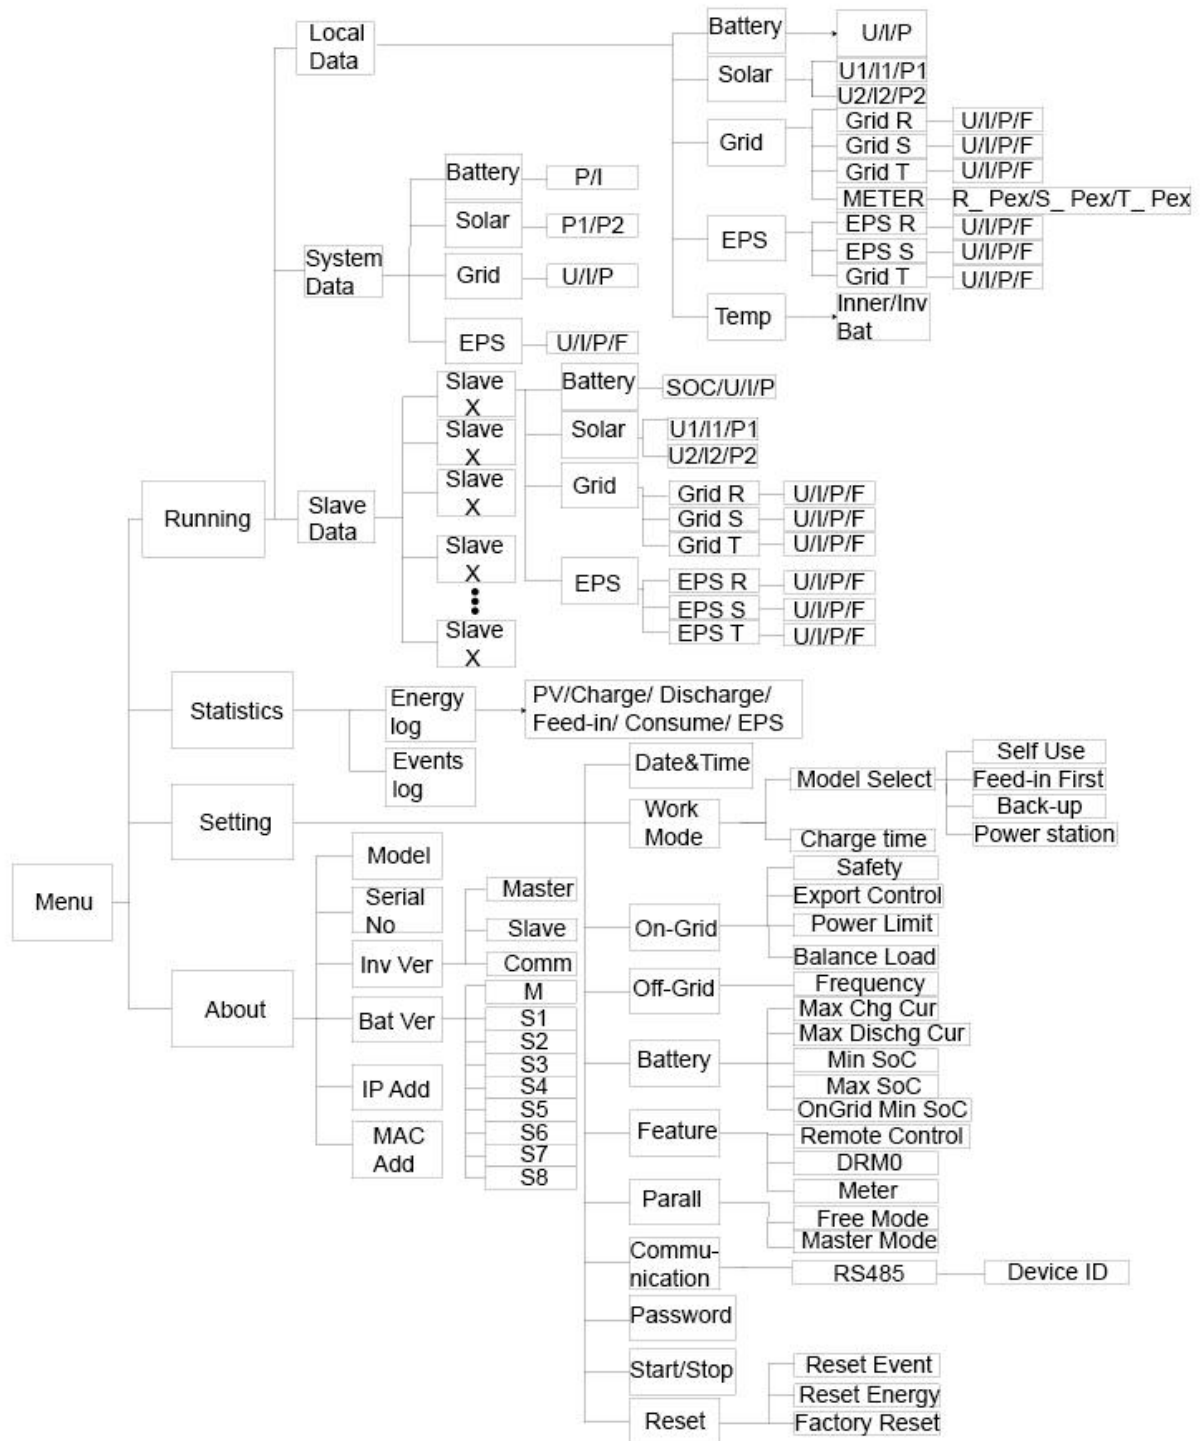 Local
Data
Battery
U/I/P
Solar
U1/I1/P1
U2/I2/P2
Grid
Grid R
U/I/P/F
Grid S
U/I/P/F
Grid T
U/I/P/F
METER
R_ Pex/S_ Pex/T_ Pex
EPS
EPS R
U/I/P/F
EPS S
U/I/P/F
Grid T
U/I/P/F
Temp
Inner/Inv
Bat
System
Data
Battery
P/I
Solar
P1/P2
Grid
U/I/P
EPS
U/I/P/F
Running
Slave
Data
Slave
X
Slave
X
Slave
X
Slave
X
Slave
X
Battery
SOC/U/I/P
Solar
U1/I1/P1
U2/I2/P2
Grid
Grid R
U/I/P/F
Grid S
U/I/P/F
Grid T
U/I/P/F
EPS
EPS R
U/I/P/F
EPS S
U/I/P/F
EPS T
U/I/P/F
Statistics
Energy
log
PV/Charge/ Discharge/
Feed-in/ Consume/ EPS
Events
log
Setting
Menu
About
Model
Serial
No
Inv Ver
Master
Slave
Comm
Bat Ver
M
S1
S2
S3
S4
S5
S6
S7
S8
IP Add
MAC
Add
Date&Time
Work
Mode
Model Select
Self Use
Feed-in First
Back-up
Power station
Charge time
On-Grid
Safety
Export Control
Power Limit
Balance Load
Off-Grid
Frequency
Battery
Max Chg Cur
Max Dischg Cur
Min SoC
Max SoC
OnGrid Min SoC
Feature
Remote Control
DRM0
Meter
Parall
Free Mode
Master Mode
Commu-
nication
RS485
Device ID
Password
Start/Stop
Reset
Reset Event
Reset Energy
Factory Reset